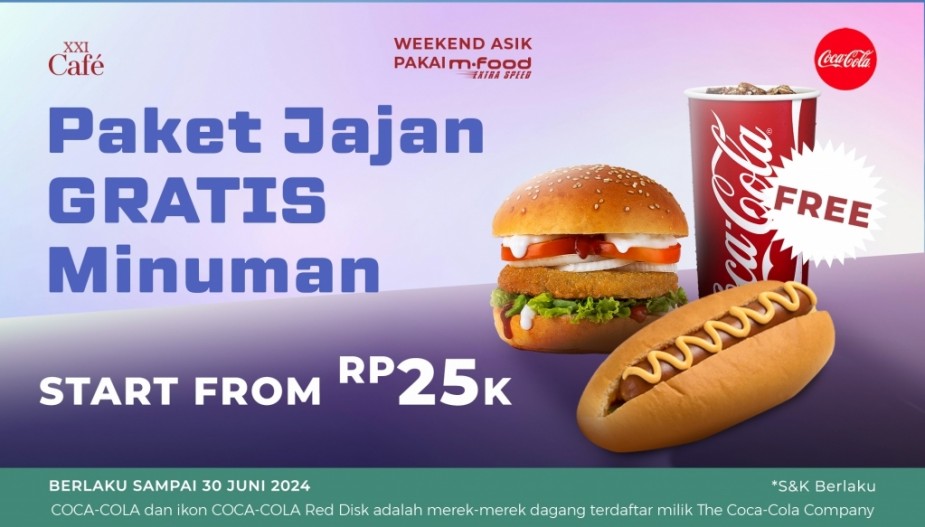 XXI
Café
WEEKEND ASIK
PAKAI m·food
EXTRA SPEED
Coca-Cola
Paket Jajan
GRATIS
Minuman
Coca-Cola
FREE
START FROM RP25K
BERLAKU SAMPAI 30 JUNI 2024
*S&K Berlaku
COCA-COLA dan ikon COCA-COLA Red Disk adalah merek-merek dagang terdaftar milik The Coca-Cola Company